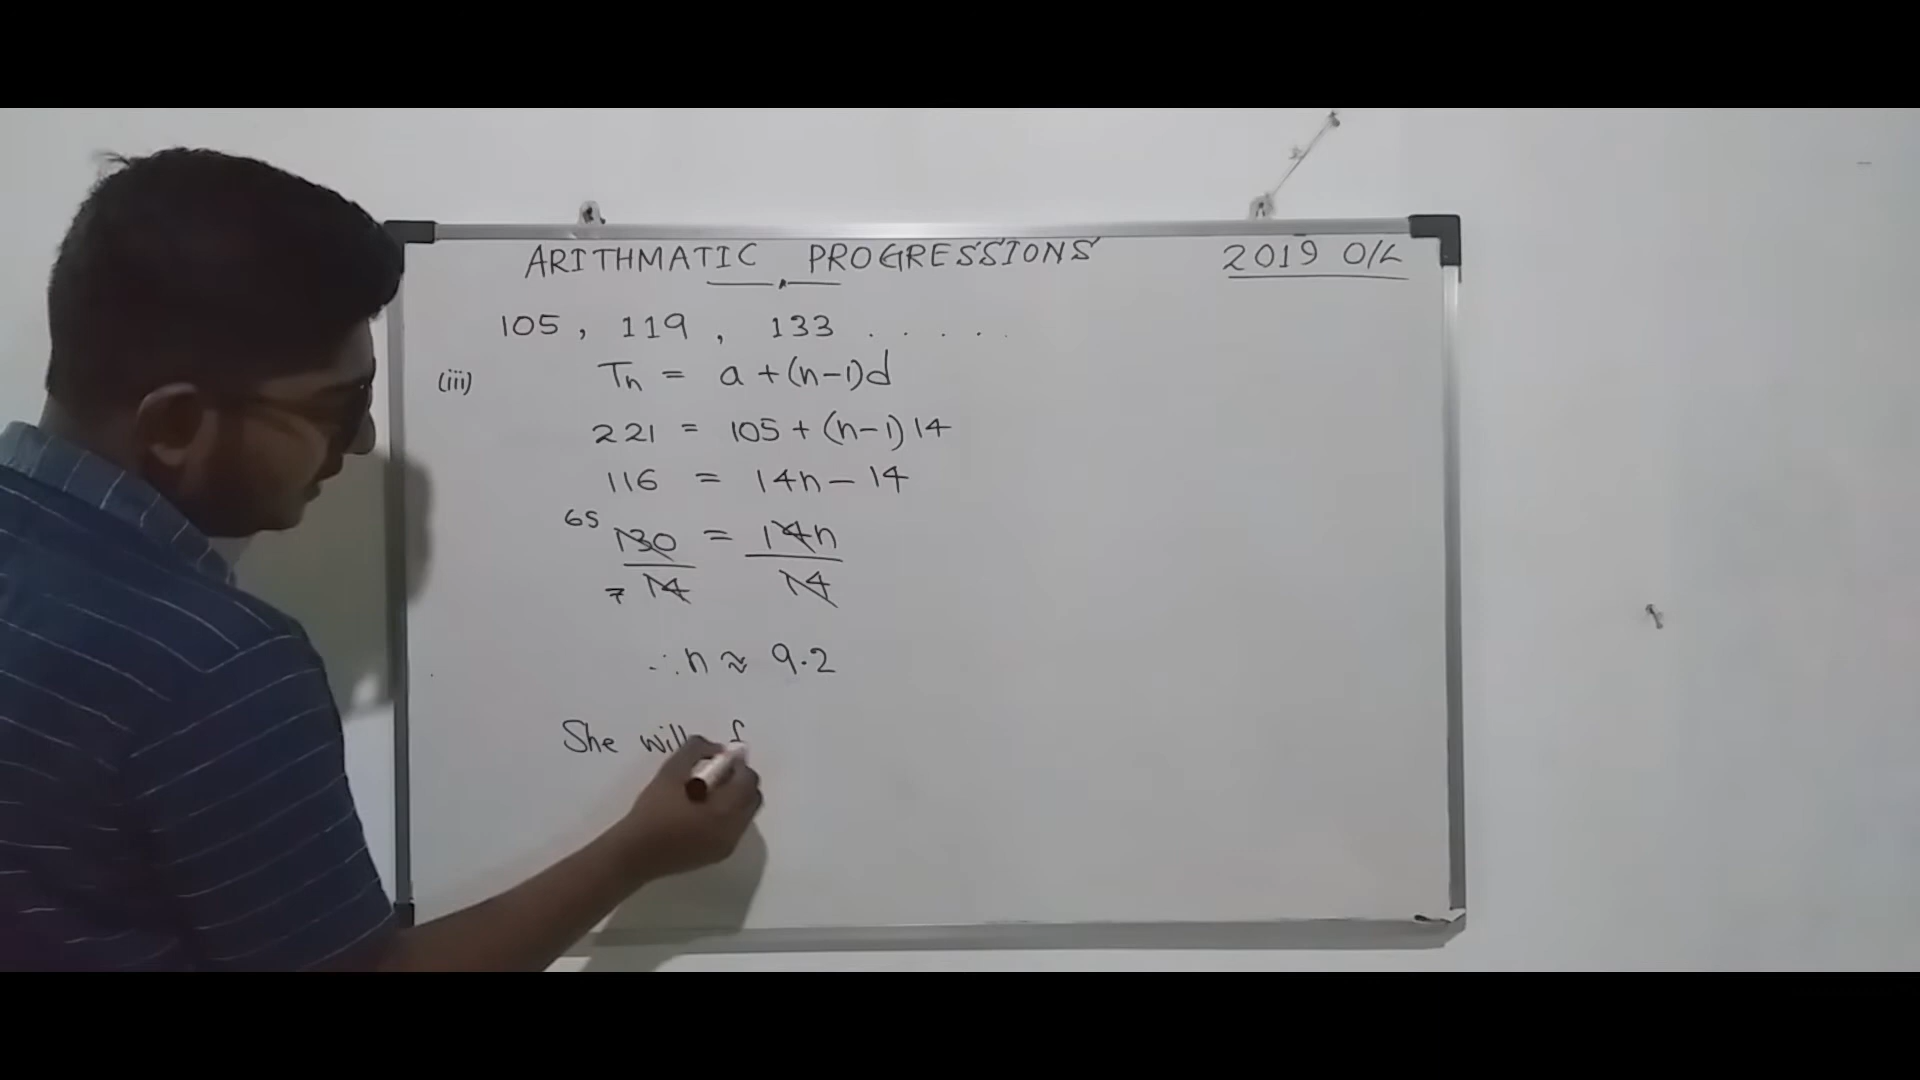 ARITHMATIC PROGRESSIONS 2019 O/L
105, 119, 133 . . . . .
(iii) Tn = a + (n-1)d
221 = 105 + (n-1) 14
116 = 14n - 14
65
130 = 14n
7 14 14
∴ n ≈ 9.2
She will f